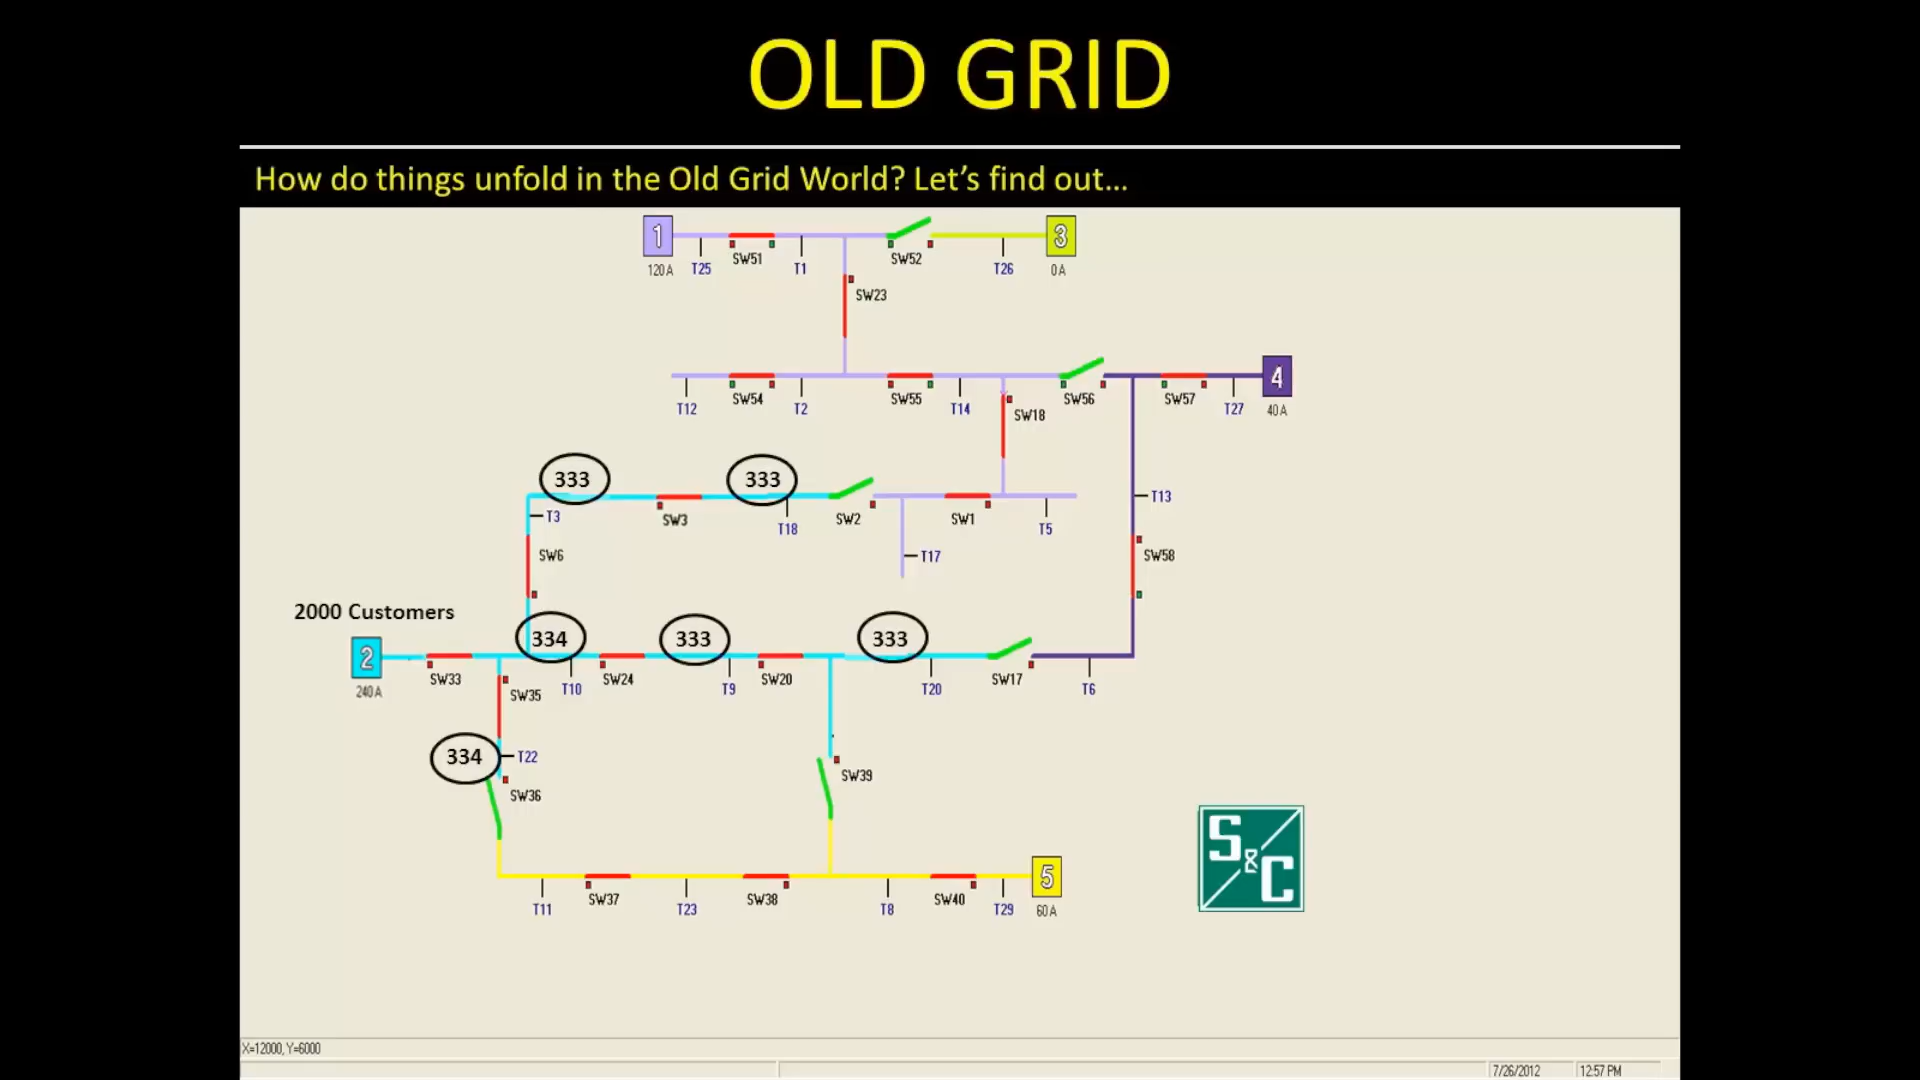 OLD GRID
How do things unfold in the Old Grid World? Let's find out...
1
3
SW51
SW52
120 A
T25
T1
T26
0 A
SW23
4
SW54
SW55
SW56
SW57
T12
T2
T14
SW18
T27
40 A
333
333
T13
T3
SW3
T18
SW2
SW1
T5
SW6
T17
SW58
2000 Customers
334
333
333
2
SW33
SW24
SW20
SW17
240 A
SW35
T10
T9
T20
T6
334
T22
SW39
SW36
S&C
5
SW37
SW38
SW40
T11
T23
T8
T29
60 A
X=12000, Y=6000
7/26/2012
12:57 PM